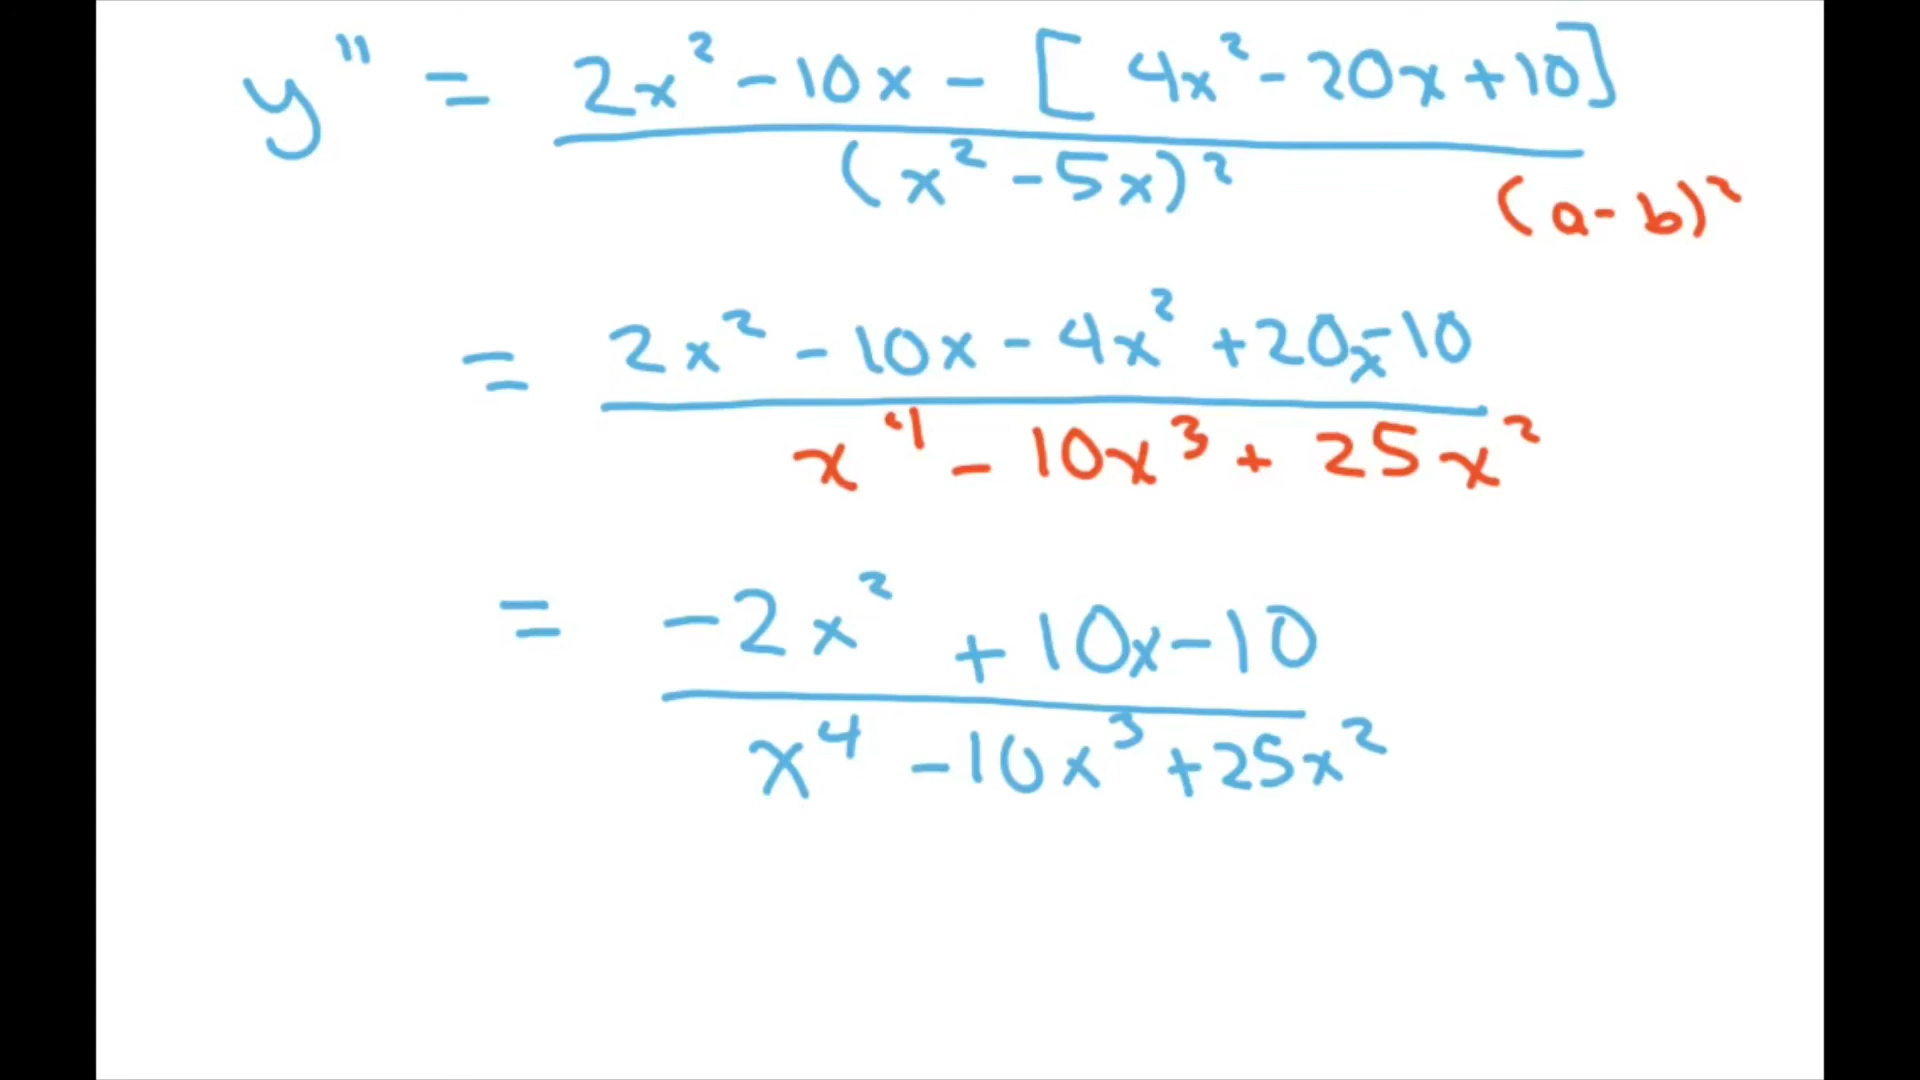 y'' = 2x² - 10x - [4x² - 20x + 10]
(x² - 5x)²
(a - b)²
= 2x² - 10x - 4x² + 20x - 10
x⁴ - 10x³ + 25x²
= -2x² + 10x - 10
x⁴ - 10x³ + 25x²